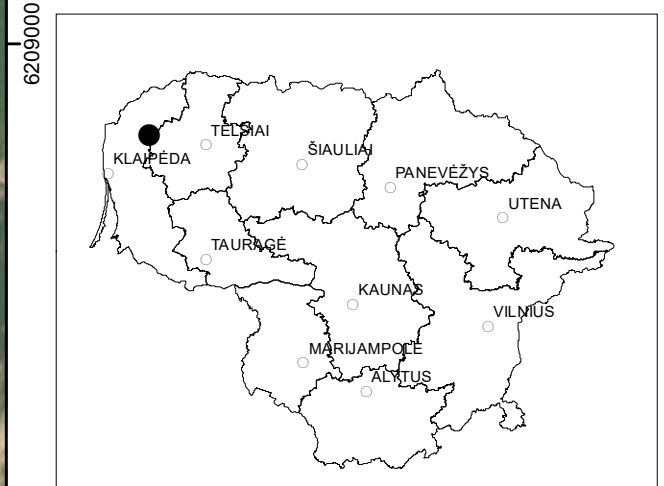 6209000
TELŠIAI
ŠIAULIAI
KLAIPĖDA
PANEVĖŽYS
UTENA
TAURAGĖ
KAUNAS
VILNIUS
MARIJAMPOLĖ
ALYTUS